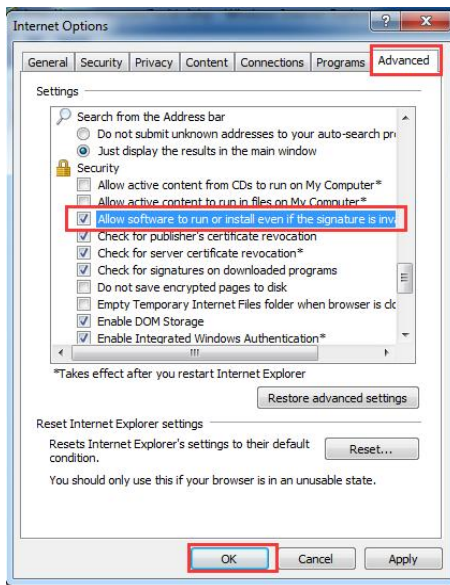 Internet Options
General Security Privacy Content Connections Programs Advanced
Settings
Search from the Address bar
Do not submit unknown addresses to your auto-search
Just display the results in the main window
Security
Allow active content from CDs to run on My Computer*
Allow active content to run in files on My Computer*
Allow software to run or install even if the signature is inva
Check for publisher's certificate revocation
Check for server certificate revocation*
Check for signatures on downloaded programs
Do not save encrypted pages to disk
Empty Temporary Internet Files folder when browser is clo
Enable DOM Storage
Enable Integrated Windows Authentication*
*Takes effect after you restart Internet Explorer
Restore advanced settings
Reset Internet Explorer settings
Resets Internet Explorer's settings to their default
condition.
Reset...
You should only use this if your browser is in an unusable state.
OK Cancel Apply